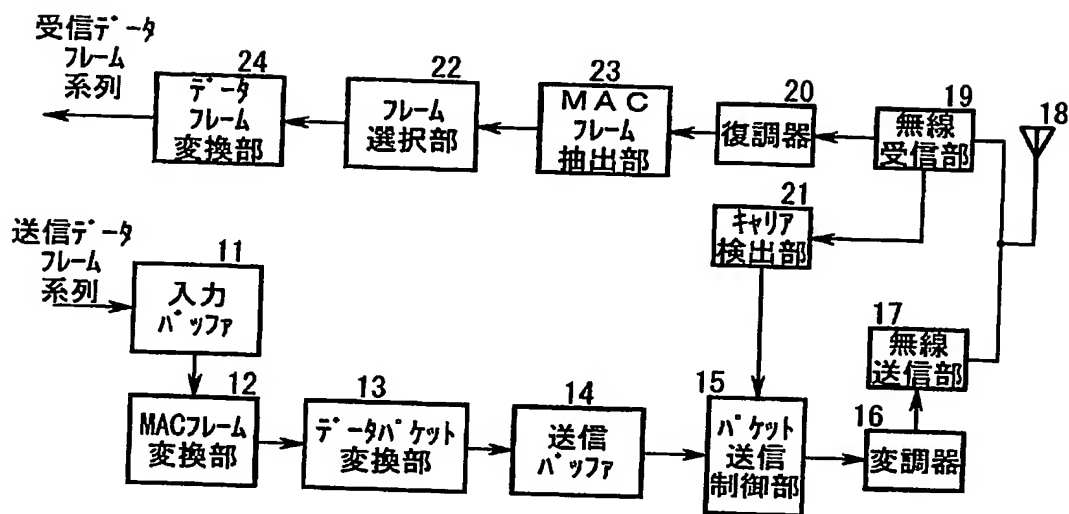 受信データ
フレーム
系列
24
データ
フレーム
変換部
22
フレーム
選択部
23
MAC
フレーム
抽出部
20
復調器
19
無線
受信部
18
21
キャリア
検出部
送信データ
フレーム
系列
11
入力
バッファ
12
MACフレーム
変換部
13
データパケット
変換部
14
送信
バッファ
15
パケット
送信
制御部
16
変調器
17
無線
送信部